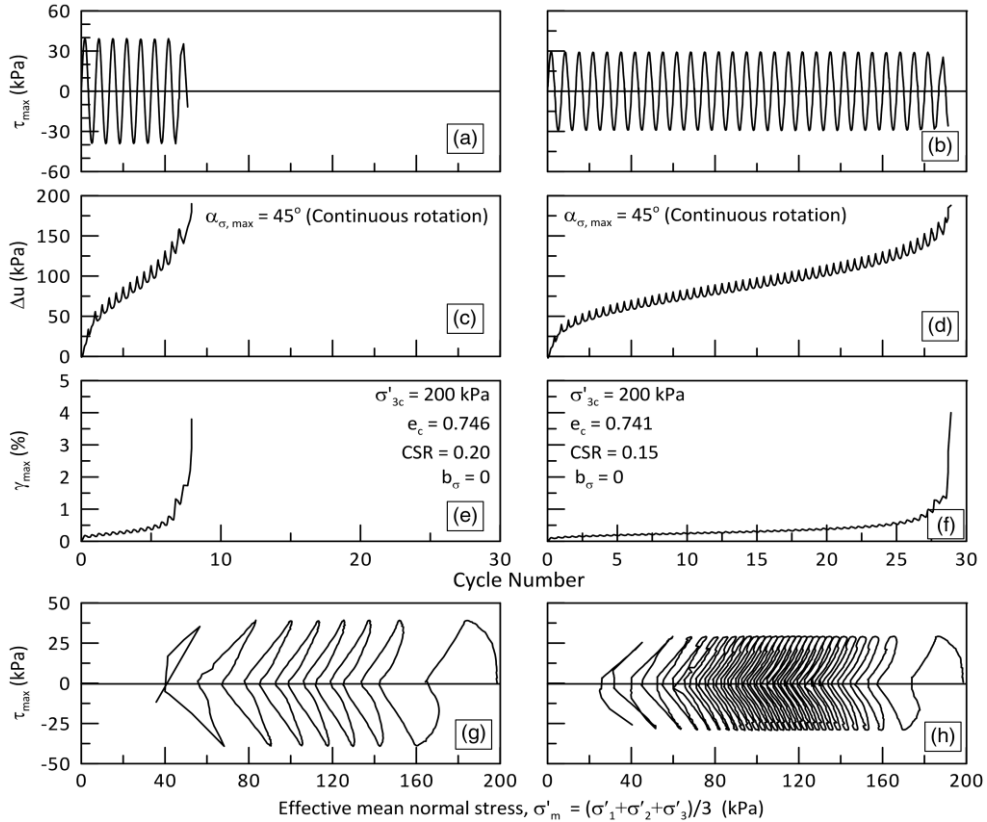 60
30
0
-30
-60
τmax (kPa)
(a)
(b)
200
150
100
50
0
Δu (kPa)
ασ, max = 45° (Continuous rotation)
(c)
ασ, max = 45° (Continuous rotation)
(d)
5
4
3
2
1
0
γmax (%)
σ'3c = 200 kPa
ec = 0.746
CSR = 0.20
bσ = 0
(e)
σ'3c = 200 kPa
ec = 0.741
CSR = 0.15
bσ = 0
(f)
0 5 10 15 20 25 30
0 5 10 15 20 25 30
Cycle Number
50
25
0
-25
-50
τmax (kPa)
(g)
(h)
0 40 80 120 160 200
0 40 80 120 160 200
Effective mean normal stress, σ'm = (σ'1+σ'2+σ'3)/3 (kPa)